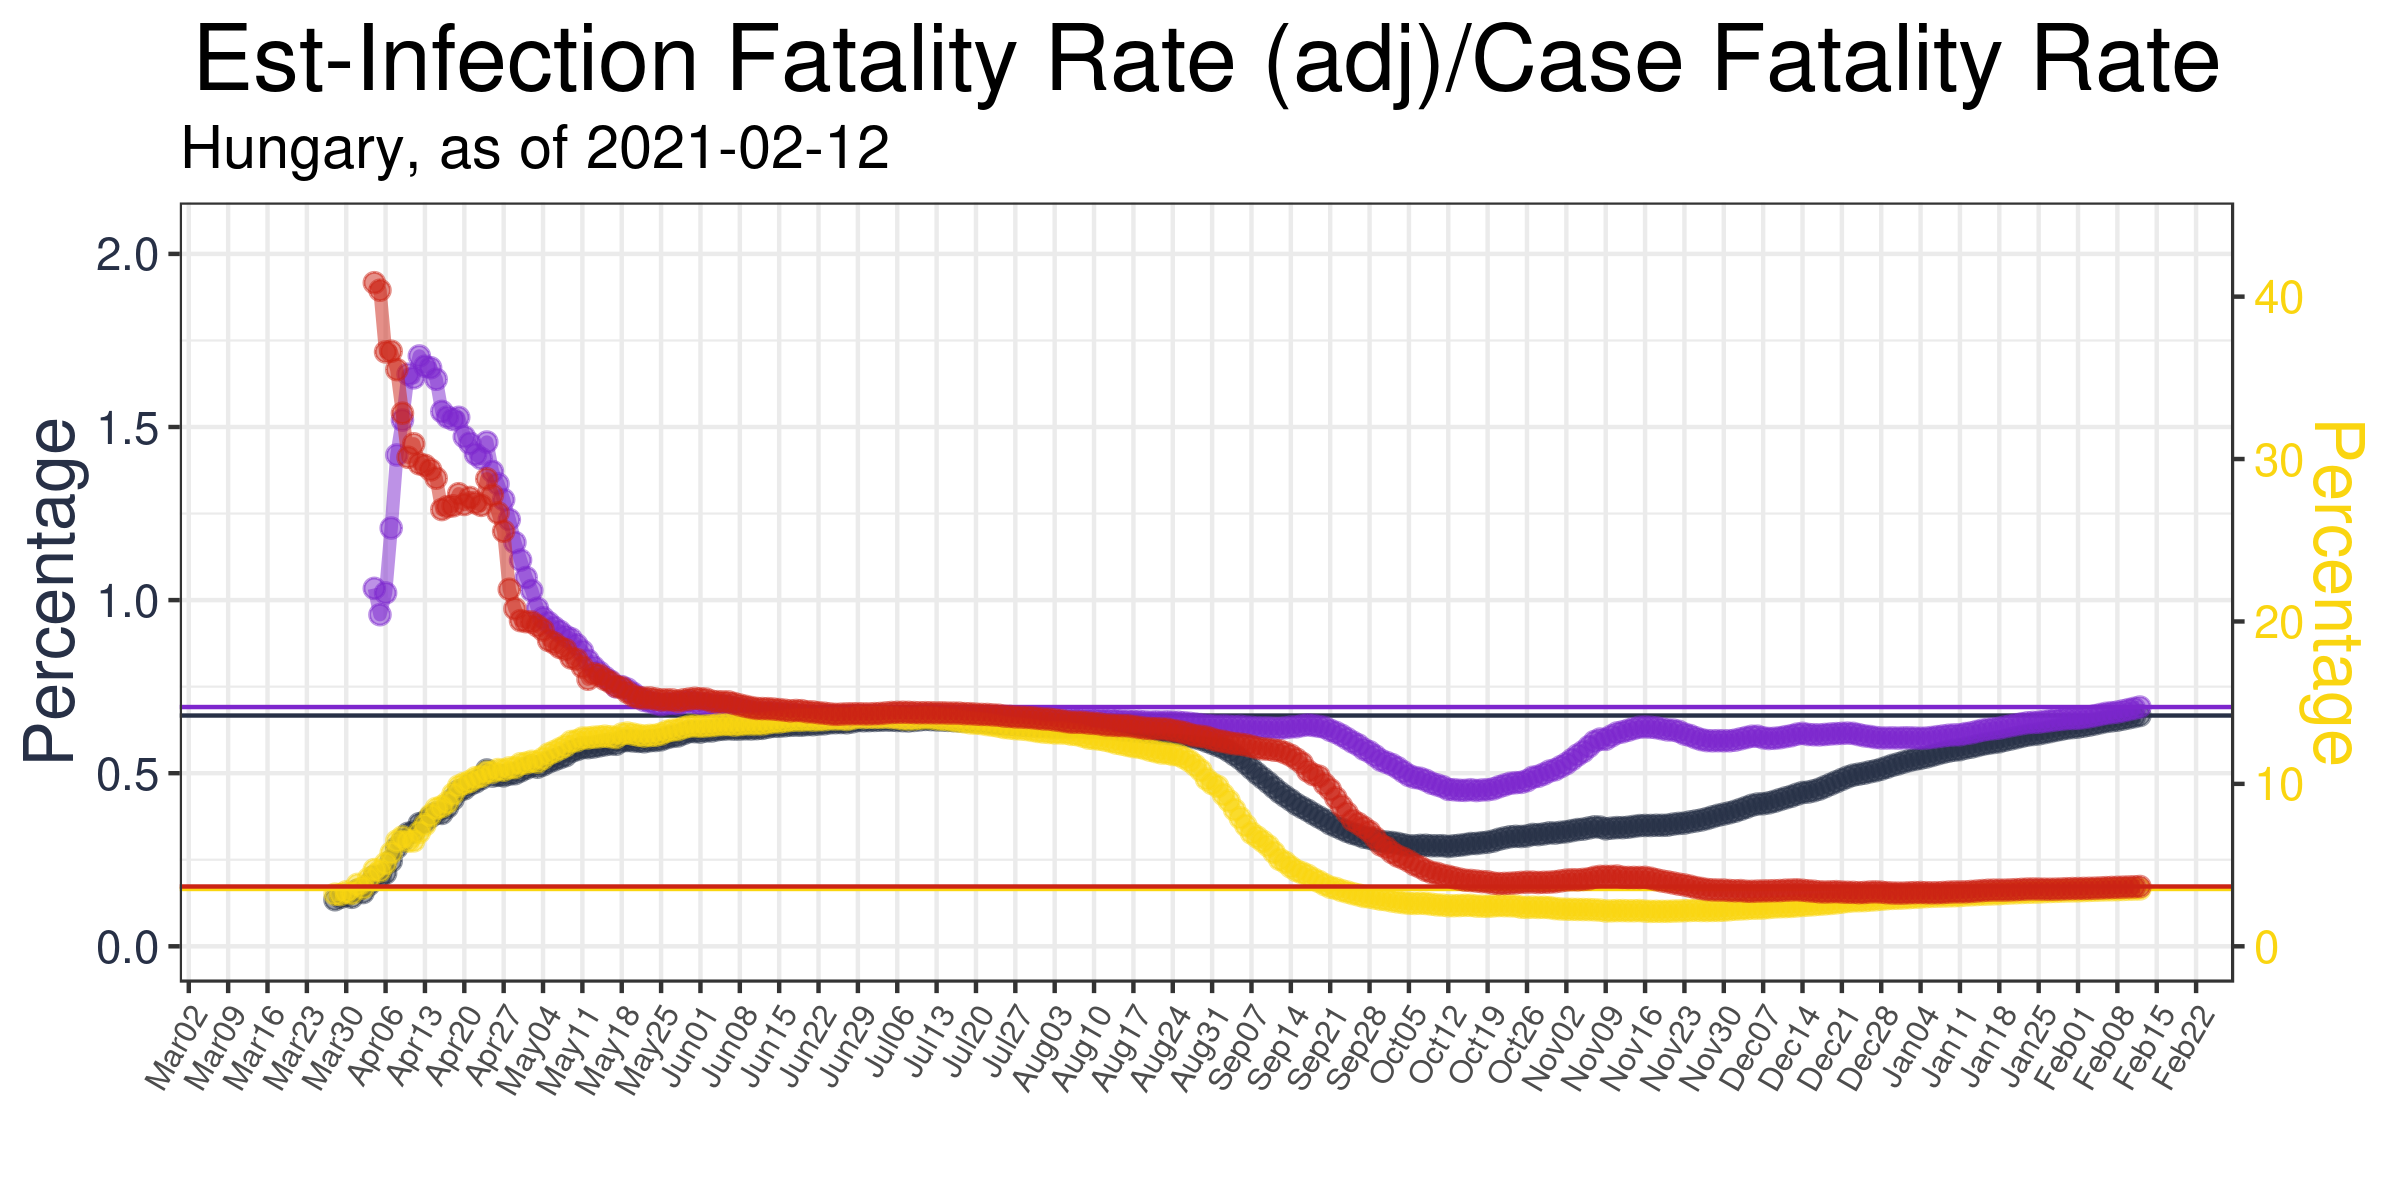 Est-Infection Fatality Rate (adj)/Case Fatality Rate
Hungary, as of 2021-02-12
Percentage
2.0
1.5
1.0
0.5
0.0
40
30
20
10
0
Percentage
Mar02 Mar09 Mar16 Mar23 Mar30 Apr06 Apr13 Apr20 Apr27 May04 May11 May18 May25 Jun01 Jun08 Jun15 Jun22 Jun29 Jul06 Jul13 Jul20 Jul27 Aug03 Aug10 Aug17 Aug24 Aug31 Sep07 Sep14 Sep21 Sep28 Oct05 Oct12 Oct19 Oct26 Nov02 Nov09 Nov16 Nov23 Nov30 Dec07 Dec14 Dec21 Dec28 Jan04 Jan11 Jan18 Jan25 Feb01 Feb08 Feb15 Feb22